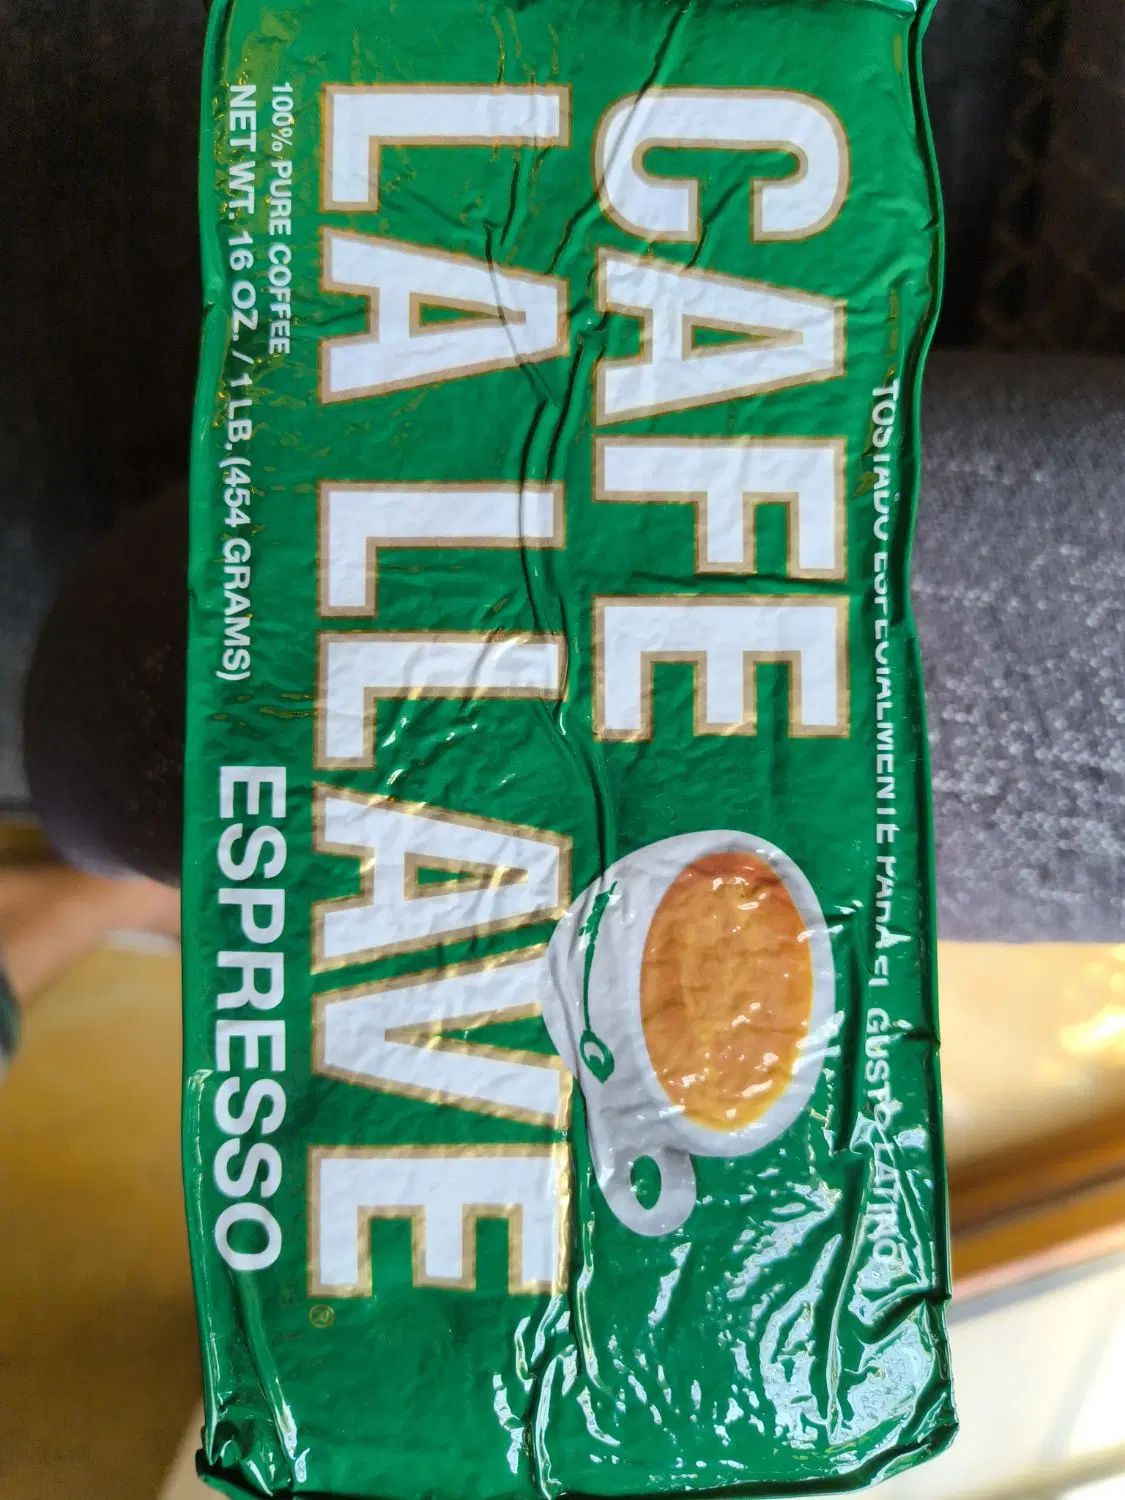 TOSTADO ESPECIALMENTE PARA EL GUSTO LATINO
CAFE
LA LLAVE®
100% PURE COFFEE
NET WT. 16 OZ. / 1 LB. (454 GRAMS)
ESPRESSO